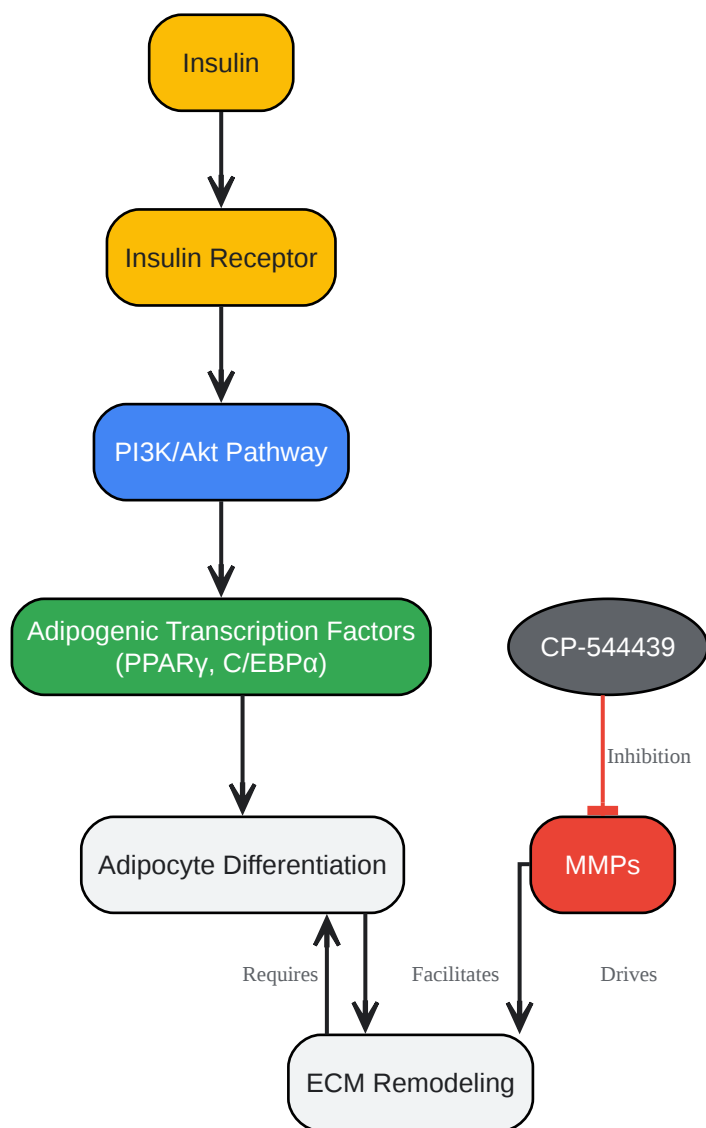 Insulin
Insulin Receptor
PI3K/Akt Pathway
Adipogenic Transcription Factors
(PPARγ, C/EBPα)
CP-544439
Inhibition
Adipocyte Differentiation
MMPs
Requires
Facilitates
Drives
ECM Remodeling